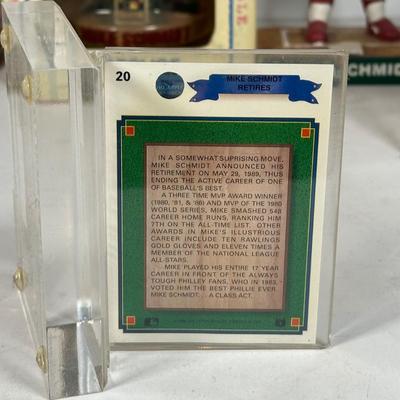 20
MIKE SCHMIDT
RETIRES
IN A SOMEWHAT SUPRISING MOVE,
MIKE SCHMIDT ANNOUNCED HIS
RETIREMENT ON MAY 29, 1989, THUS
ENDING THE ACTIVE CAREER OF ONE
OF BASEBALL'S BEST.
A THREE TIME MVP AWARD WINNER
(1980, '81, & '86) AND MVP OF THE 1980
WORLD SERIES, MIKE SMASHED 548
CAREER HOME RUNS, RANKING HIM
7TH ON THE ALL-TIME LIST. OTHER
AWARDS IN MIKE'S ILLUSTRIOUS
CAREER INCLUDE TEN RAWLINGS
GOLD GLOVES AND ELEVEN TIMES A
MEMBER OF THE NATIONAL LEAGUE
ALL-STARS.
MIKE PLAYED HIS ENTIRE 17 YEAR
CAREER IN FRONT OF THE ALWAYS
TOUGH PHILLEY FANS, WHO IN 1983,
VOTED HIM THE BEST PHILLIE EVER.
MIKE SCHMIDT... A CLASS ACT.
CHMID